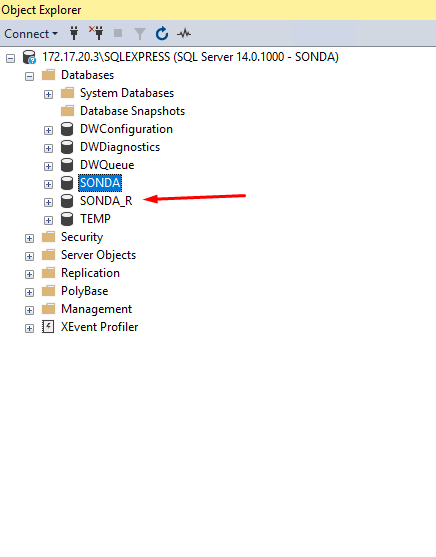 Object Explorer
Connect
172.17.20.3\SQLEXPRESS (SQL Server 14.0.1000 - SONDA)
Databases
System Databases
Database Snapshots
DWConfiguration
DWDiagnostics
DWQueue
SONDA
SONDA_R
TEMP
Security
Server Objects
Replication
PolyBase
Management
XEvent Profiler